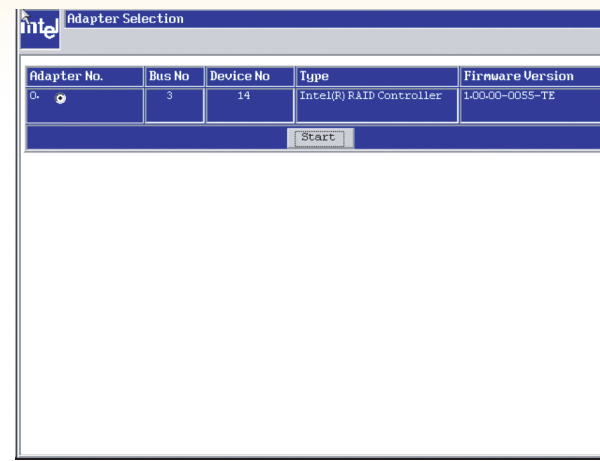 intel
Adapter Selection
Adapter No. Bus No Device No Type Firmware Version
0. 3 14 Intel(R) RAID Controller 1.00.00-0055-TE
Start